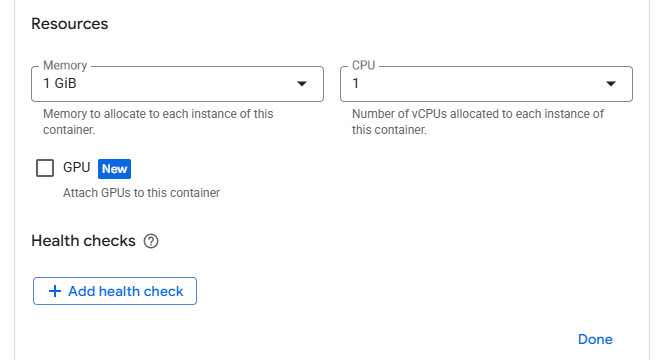 Resources
Memory
1 GiB
CPU
1
Memory to allocate to each instance of this
container.
Number of vCPUs allocated to each instance of
this container.
GPU New
Attach GPUs to this container
Health checks
Add health check
Done